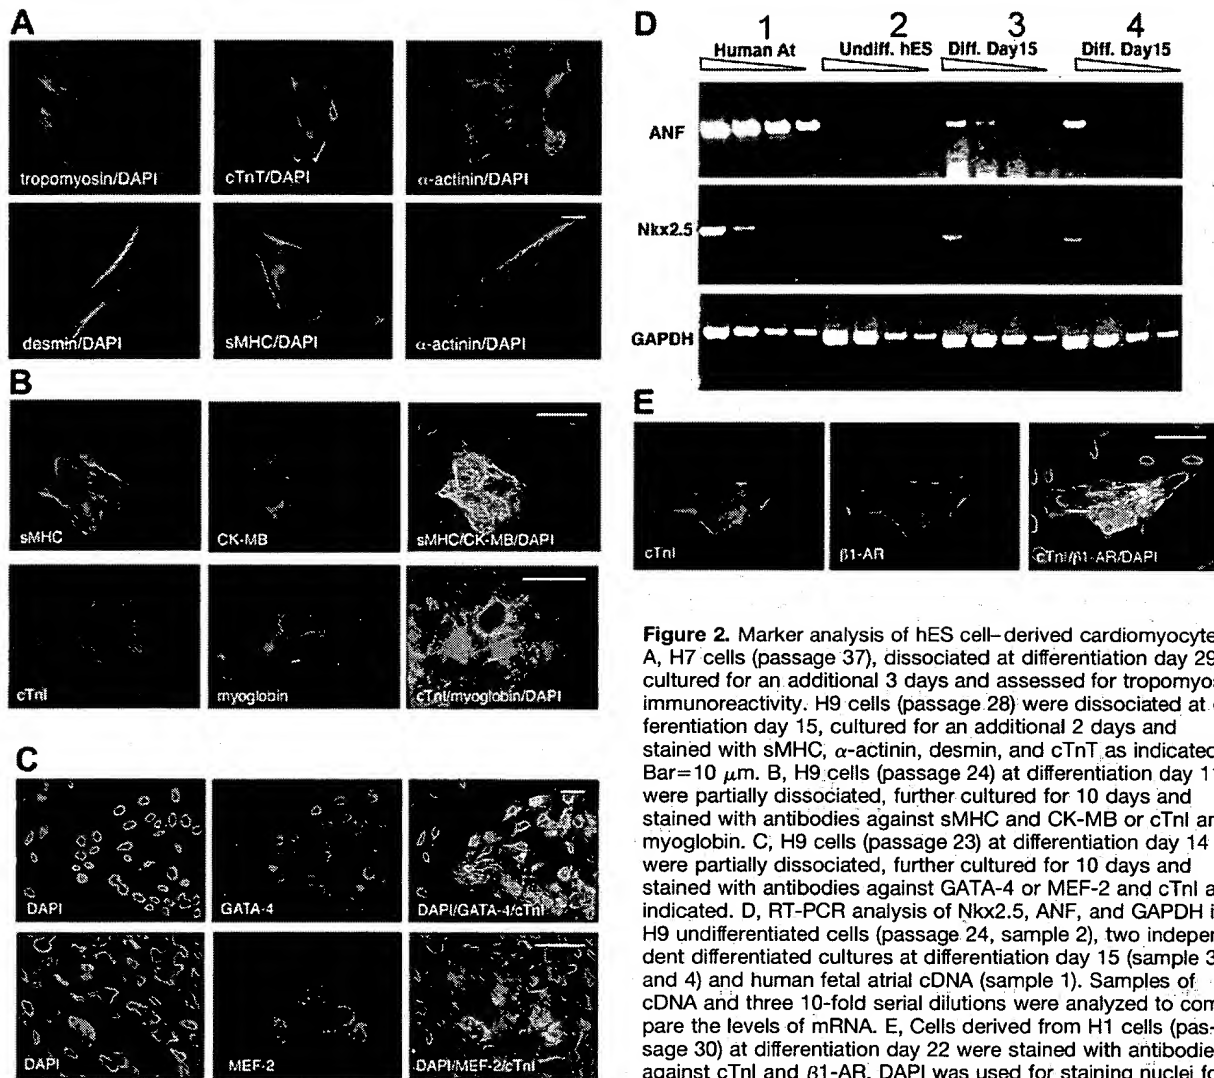 A
tropomyosin/DAPI
cTnT/DAPI
α-actinin/DAPI
desmin/DAPI
sMHC/DAPI
α-actinin/DAPI
B
sMHC
CK-MB
sMHC/CK-MB/DAPI
cTnI
myoglobin
cTnI/myoglobin/DAPI
C
DAPI
GATA-4
DAPI/GATA-4/cTnI
DAPI
MEF-2
DAPI/MEF-2/cTnI
D
1 2 3 4
Human At Undiff. hES Diff. Day15 Diff. Day15
ANF
Nkx2.5
GAPDH
E
cTnI
β1-AR
cTnI/β1-AR/DAPI
Figure 2. Marker analysis of hES cell–derived cardiomyocyte
A, H7 cells (passage 37), dissociated at differentiation day 29
cultured for an additional 3 days and assessed for tropomyos
immunoreactivity. H9 cells (passage 28) were dissociated at
ferentiation day 15, cultured for an additional 2 days and
stained with sMHC, α-actinin, desmin, and cTnT as indicated
Bar=10 μm. B, H9 cells (passage 24) at differentiation day 1
were partially dissociated, further cultured for 10 days and
stained with antibodies against sMHC and CK-MB or cTnI an
myoglobin. C, H9 cells (passage 23) at differentiation day 14
were partially dissociated, further cultured for 10 days and
stained with antibodies against GATA-4 or MEF-2 and cTnI a
indicated. D, RT-PCR analysis of Nkx2.5, ANF, and GAPDH i
H9 undifferentiated cells (passage 24, sample 2), two indepen-
dent differentiated cultures at differentiation day 15 (sample 3
and 4) and human fetal atrial cDNA (sample 1). Samples of
cDNA and three 10-fold serial dilutions were analyzed to com-
pare the levels of mRNA. E, Cells derived from H1 cells (pas-
sage 30) at differentiation day 22 were stained with antibodie
against cTnI and β1-AR. DAPI was used for staining nuclei fo